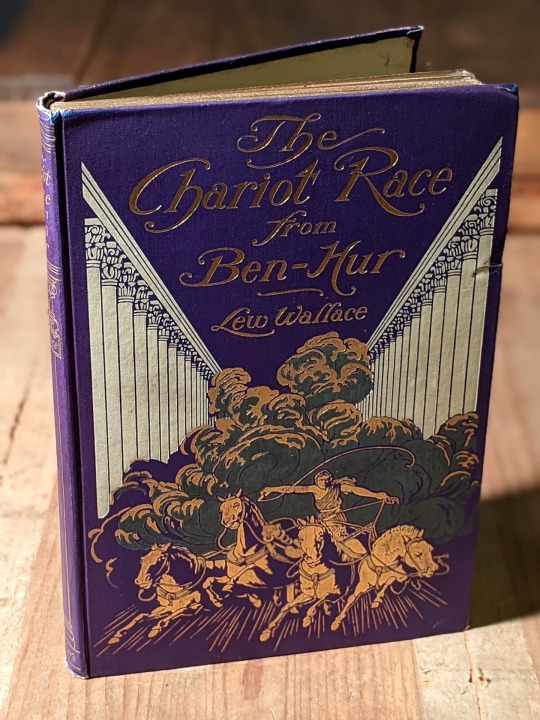 The
Chariot Race
from
Ben-Hur
Lew Wallace